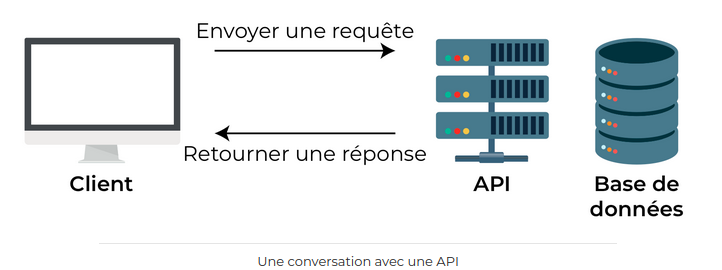 Envoyer une requête
Retourner une réponse
Client
API
Base de
données
Une conversation avec une API